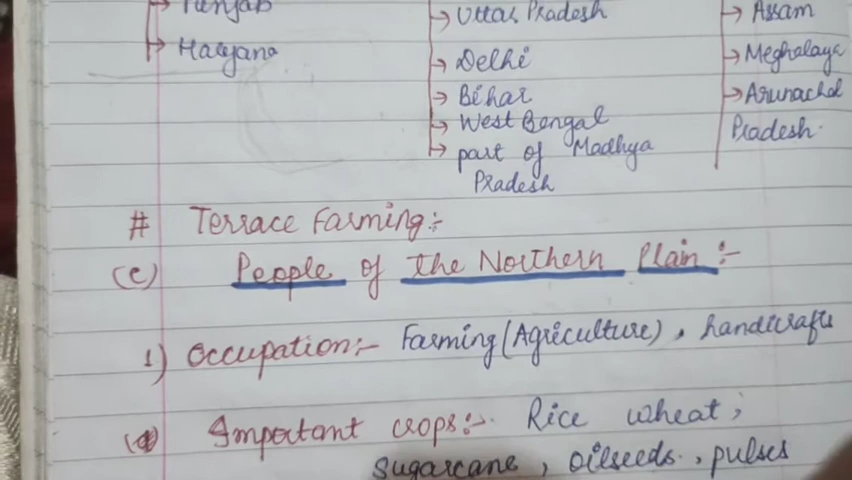 Punjab
→ Haryana
→ Uttar Pradesh
→ Delhi
→ Bihar
→ West Bengal
→ part of Madhya
Pradesh
→ Assam
→ Meghalaya
→ Arunachal
Pradesh.
# Terrace Farming:-
(c) People of the Northern Plain :-
1) Occupation:- Farming (Agriculture), handicrafts
(a) Important crops:- Rice wheat,
sugarcane, oilseeds., pulses